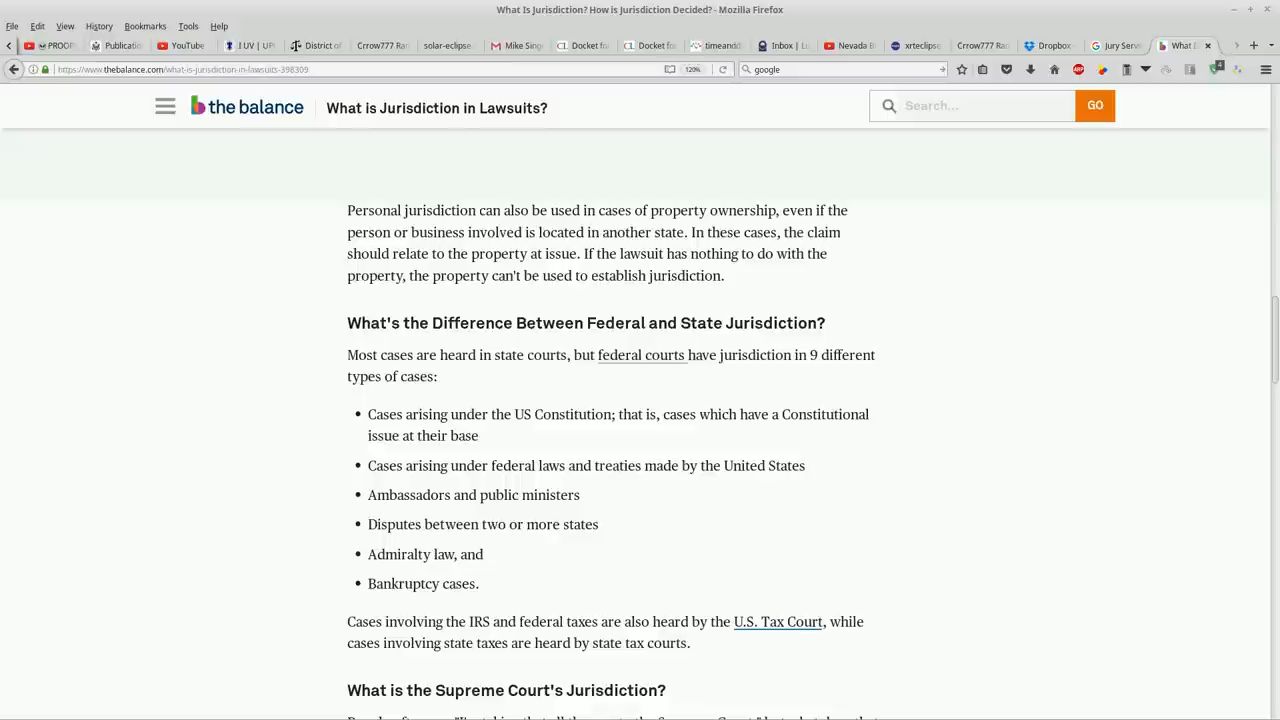 What Is Jurisdiction? How is Jurisdiction Decided? - Mozilla Firefox
File Edit View History Bookmarks Tools Help
PROOF Publicatio YouTube J UV | UPI District of Crrow777 Rad solar-eclipse Gmail Mike Sing Docket fo Docket fo timeandd Inbox | Lu Nevada B xrteclipse Crrow777 Rad Dropbox - Jury Serv What I
https://www.thebalance.com/what-is-jurisdiction-in-lawsuits-398309 120% google 4
the balance What is Jurisdiction in Lawsuits? Search... GO
Personal jurisdiction can also be used in cases of property ownership, even if the
person or business involved is located in another state. In these cases, the claim
should relate to the property at issue. If the lawsuit has nothing to do with the
property, the property can't be used to establish jurisdiction.
What's the Difference Between Federal and State Jurisdiction?
Most cases are heard in state courts, but federal courts have jurisdiction in 9 different
types of cases:
• Cases arising under the US Constitution; that is, cases which have a Constitutional
issue at their base
• Cases arising under federal laws and treaties made by the United States
• Ambassadors and public ministers
• Disputes between two or more states
• Admiralty law, and
• Bankruptcy cases.
Cases involving the IRS and federal taxes are also heard by the U.S. Tax Court, while
cases involving state taxes are heard by state tax courts.
What is the Supreme Court's Jurisdiction?